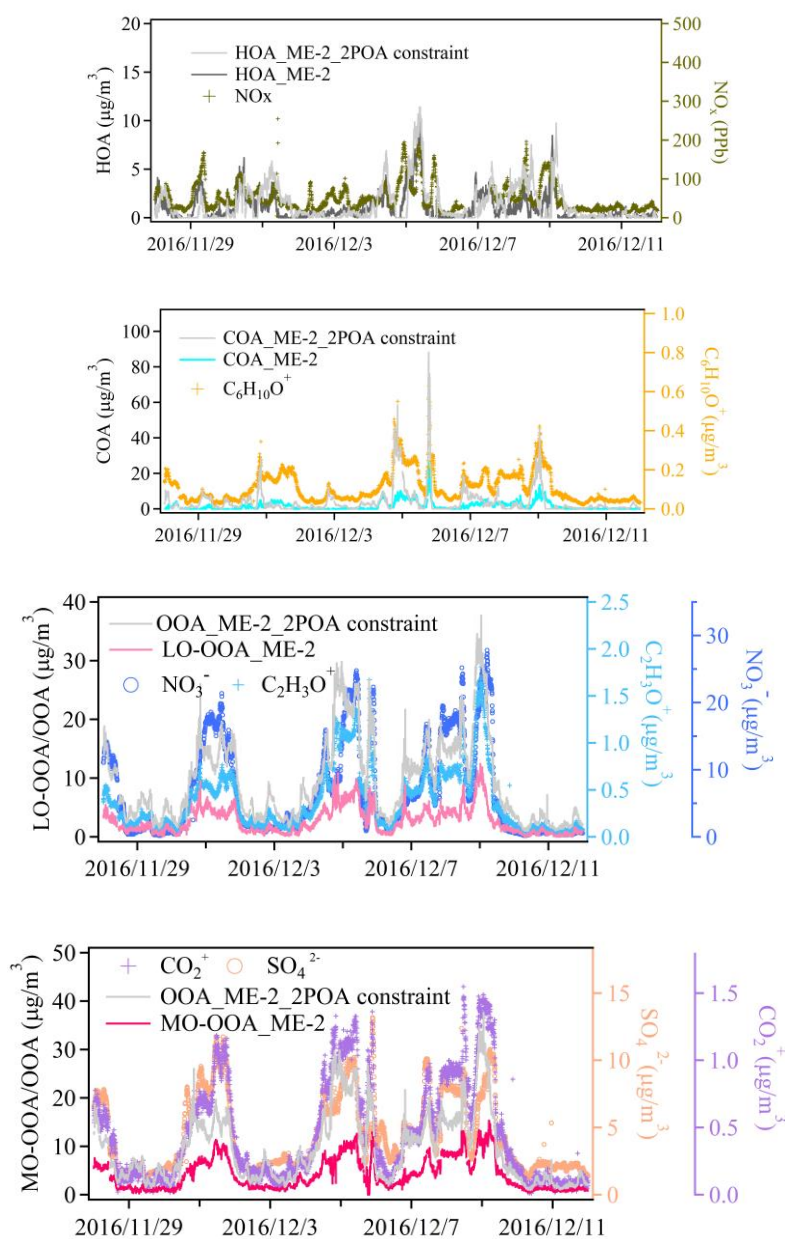 20
15
10
5
0
HOA (μg/m³)
HOA_ME-2_2POA constraint
HOA_ME-2
NOx
500
400
300
200
100
0
NOₓ (PPb)
2016/11/29 2016/12/3 2016/12/7 2016/12/11
100
80
60
40
20
0
COA (μg/m³)
COA_ME-2_2POA constraint
COA_ME-2
C₆H₁₀O⁺
1.0
0.8
0.6
0.4
0.2
0.0
C₆H₁₀O⁺(μg/m³)
2016/11/29 2016/12/3 2016/12/7 2016/12/11
40
30
20
10
0
LO-OOA/OOA (μg/m³)
OOA_ME-2_2POA constraint
LO-OOA_ME-2
NO₃⁻ C₂H₃O⁺
2.5
2.0
1.5
1.0
0.5
0.0
C₂H₃O⁺(μg/m³)
30
20
10
0
NO₃⁻(μg/m³)
2016/11/29 2016/12/3 2016/12/7 2016/12/11
50
40
30
20
10
0
MO-OOA/OOA (μg/m³)
CO₂⁺ SO₄²⁻
OOA_ME-2_2POA constraint
MO-OOA_ME-2
15
10
5
0
SO₄²⁻(μg/m³)
1.5
1.0
0.5
0.0
CO₂⁺(μg/m³)
2016/11/29 2016/12/3 2016/12/7 2016/12/11